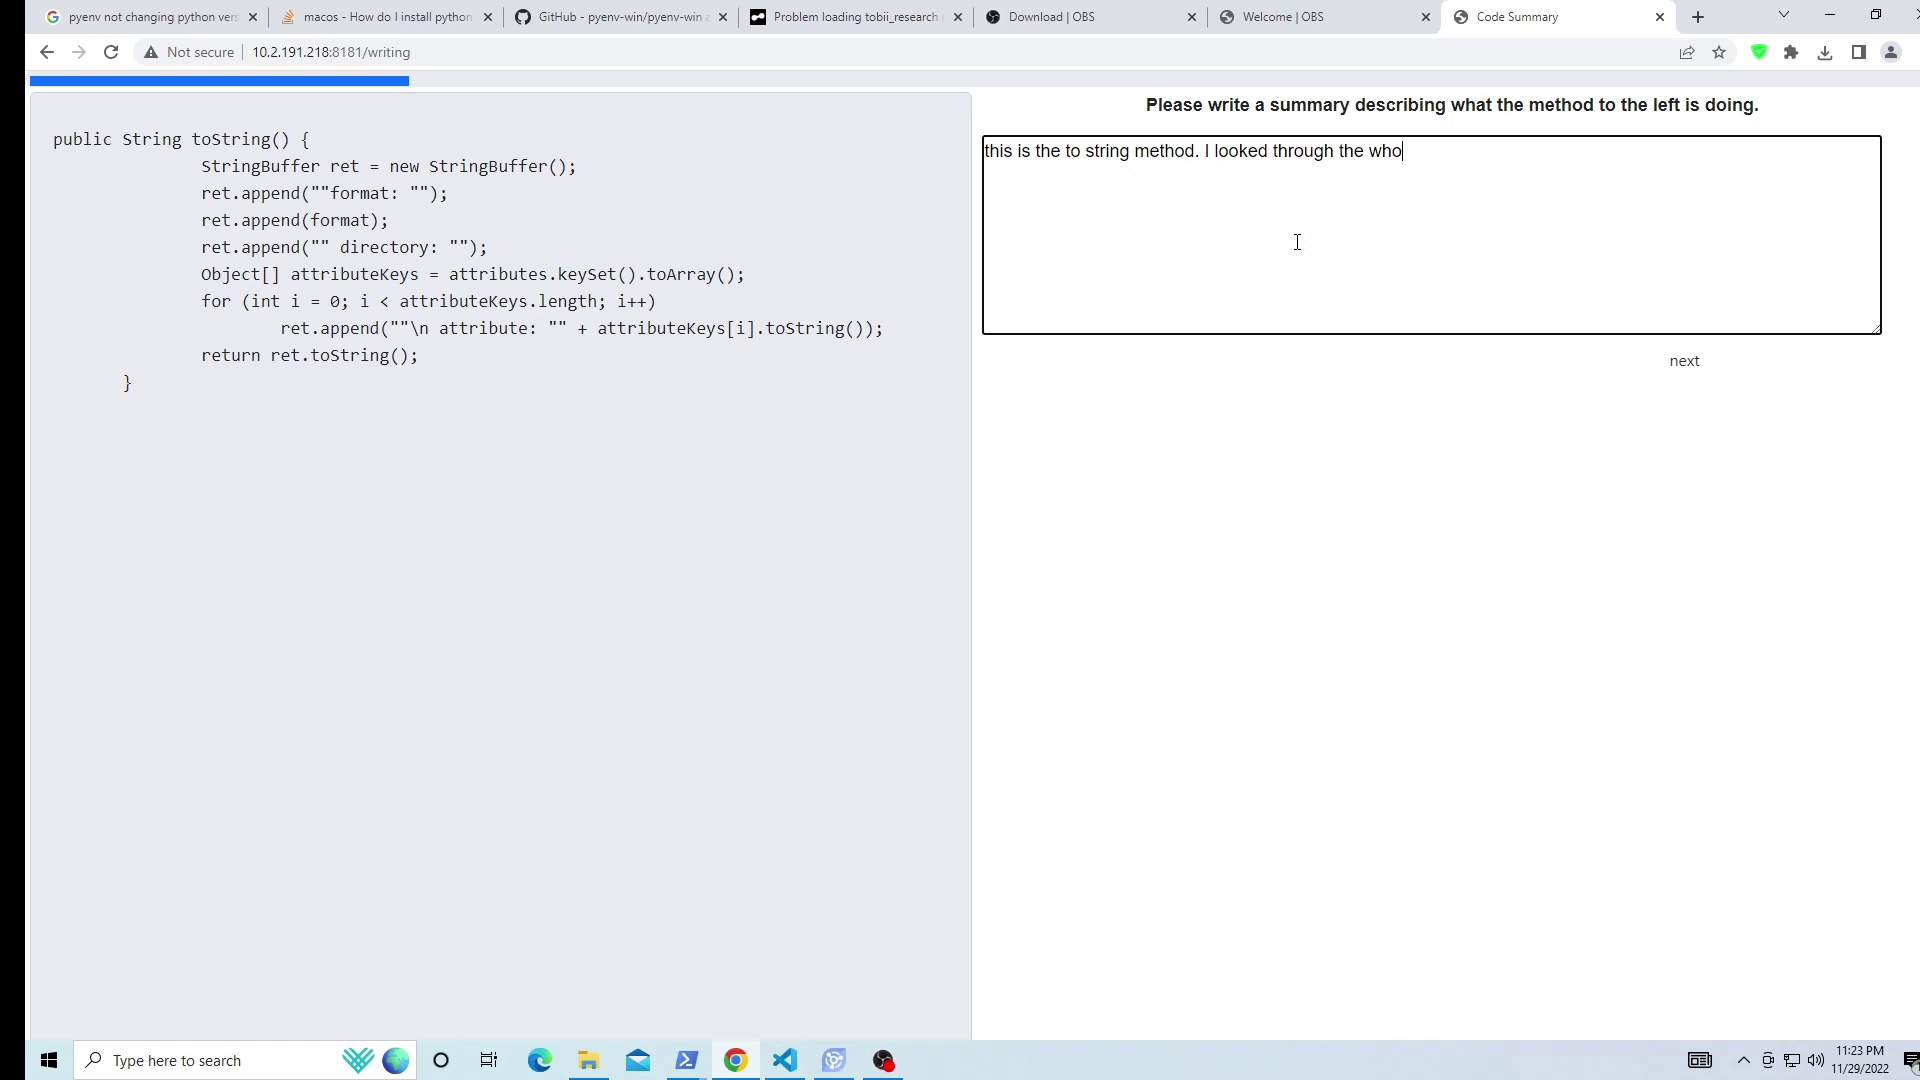 pyenv not changing python vers
macos - How do I install python
GitHub - pyenv-win/pyenv-win
Problem loading tobii_research
Download | OBS
Welcome | OBS
Code Summary
Not secure
10.2.191.218:8181/writing
public String toString() {
StringBuffer ret = new StringBuffer();
ret.append(""format: "");
ret.append(format);
ret.append("" directory: "");
Object[] attributeKeys = attributes.keySet().toArray();
for (int i = 0; i < attributeKeys.length; i++)
ret.append(""\n attribute: "" + attributeKeys[i].toString());
return ret.toString();
}
Please write a summary describing what the method to the left is doing.
this is the to string method. I looked through the who
next
Type here to search
11:23 PM
11/29/2022